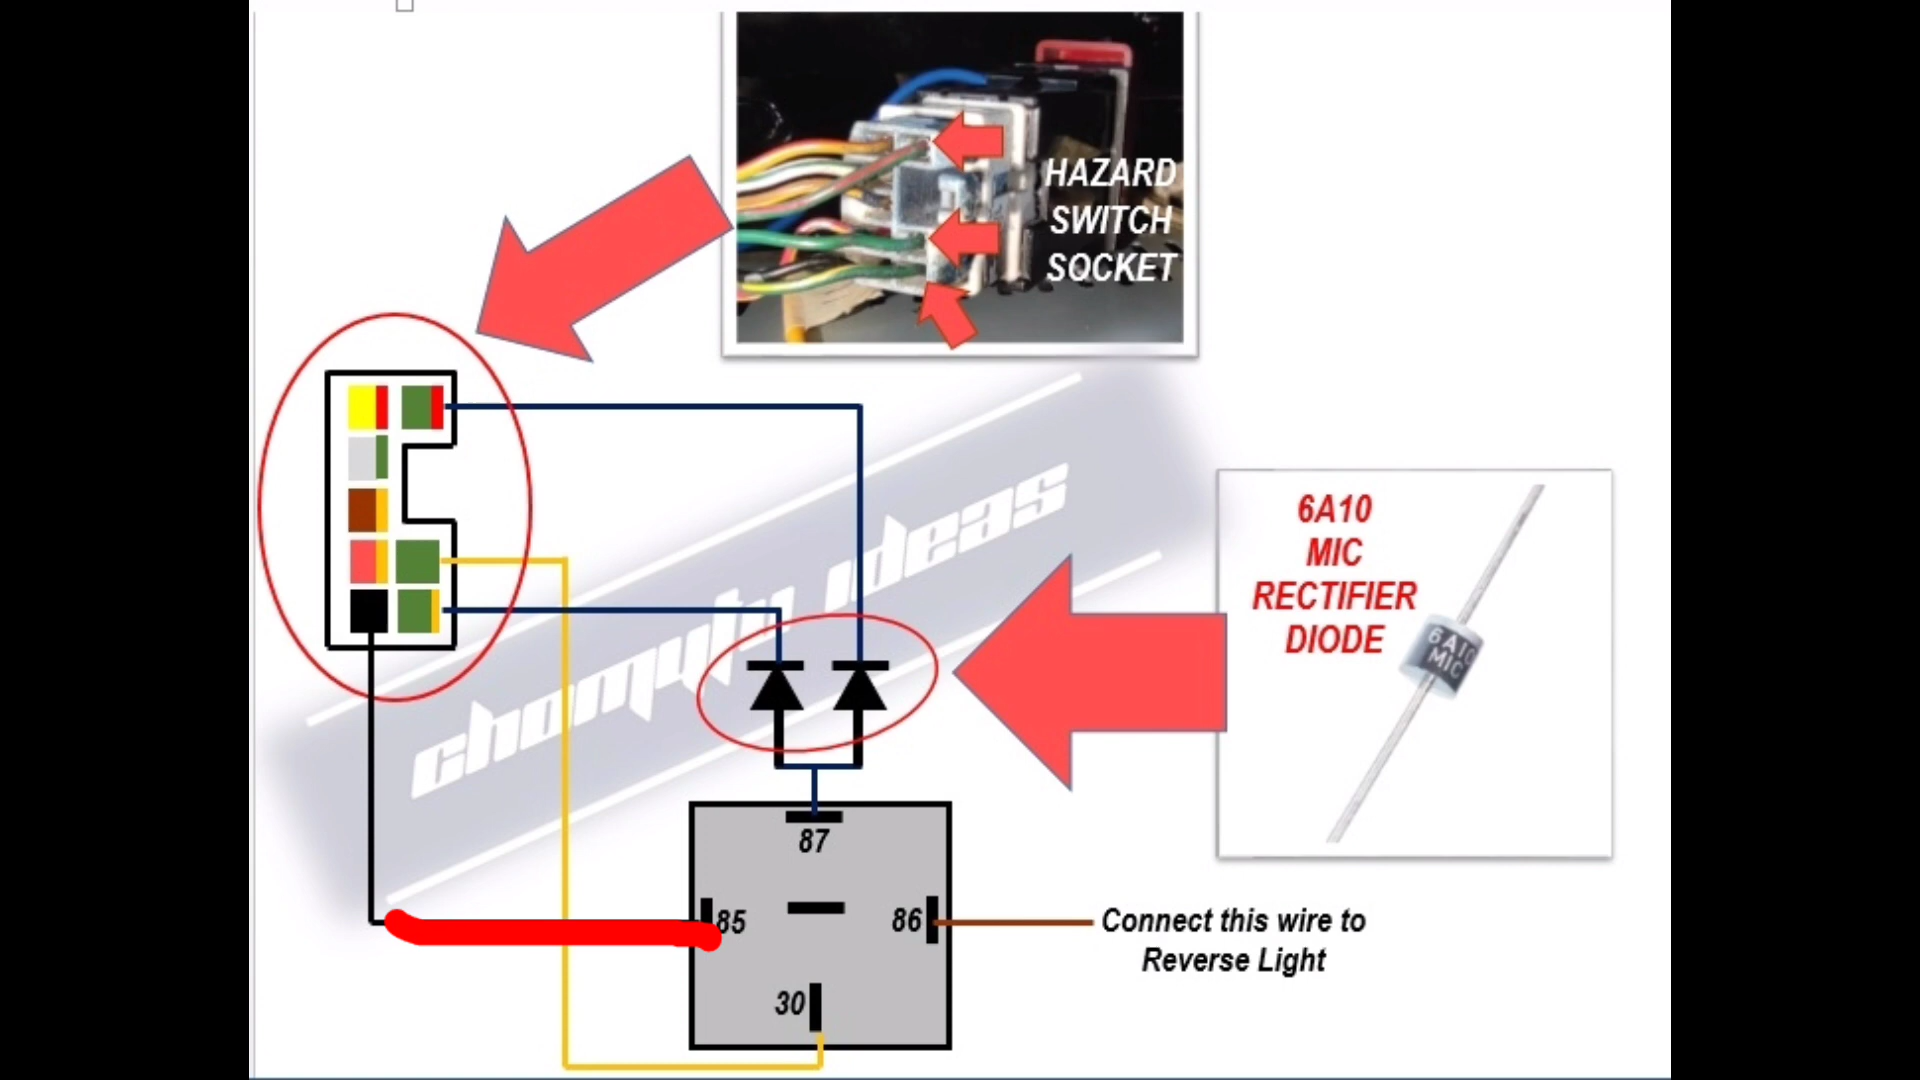 HAZARD
SWITCH
SOCKET
6A10
MIC
RECTIFIER
DIODE
6A10
MIC
chomyto ideas
87
85
86
Connect this wire to
Reverse Light
30